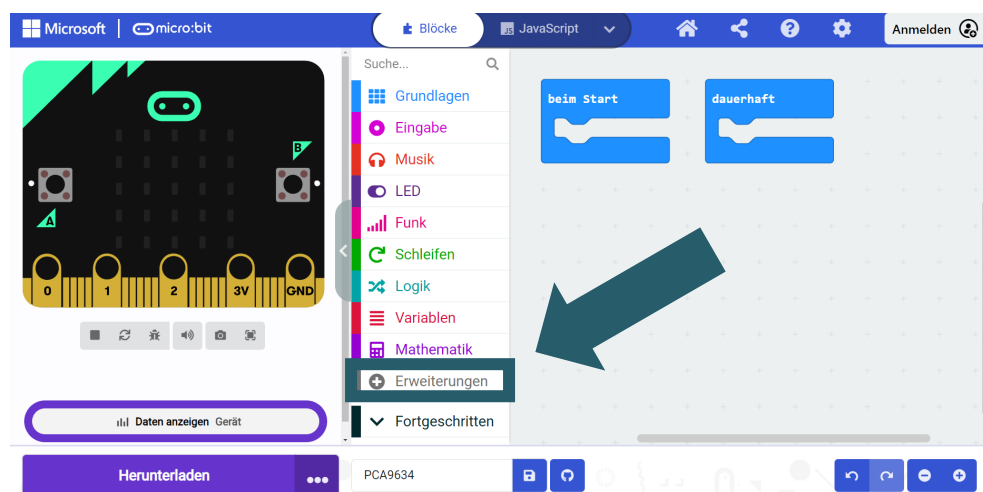 Microsoft | micro:bit
Blöcke
JS JavaScript
Anmelden
Suche...
Grundlagen
Eingabe
Musik
LED
Funk
Schleifen
Logik
Variablen
Mathematik
Erweiterungen
Fortgeschritten
beim Start
dauerhaft
B
A
0 1 2 3V GND
Daten anzeigen Gerät
Herunterladen
PCA9634